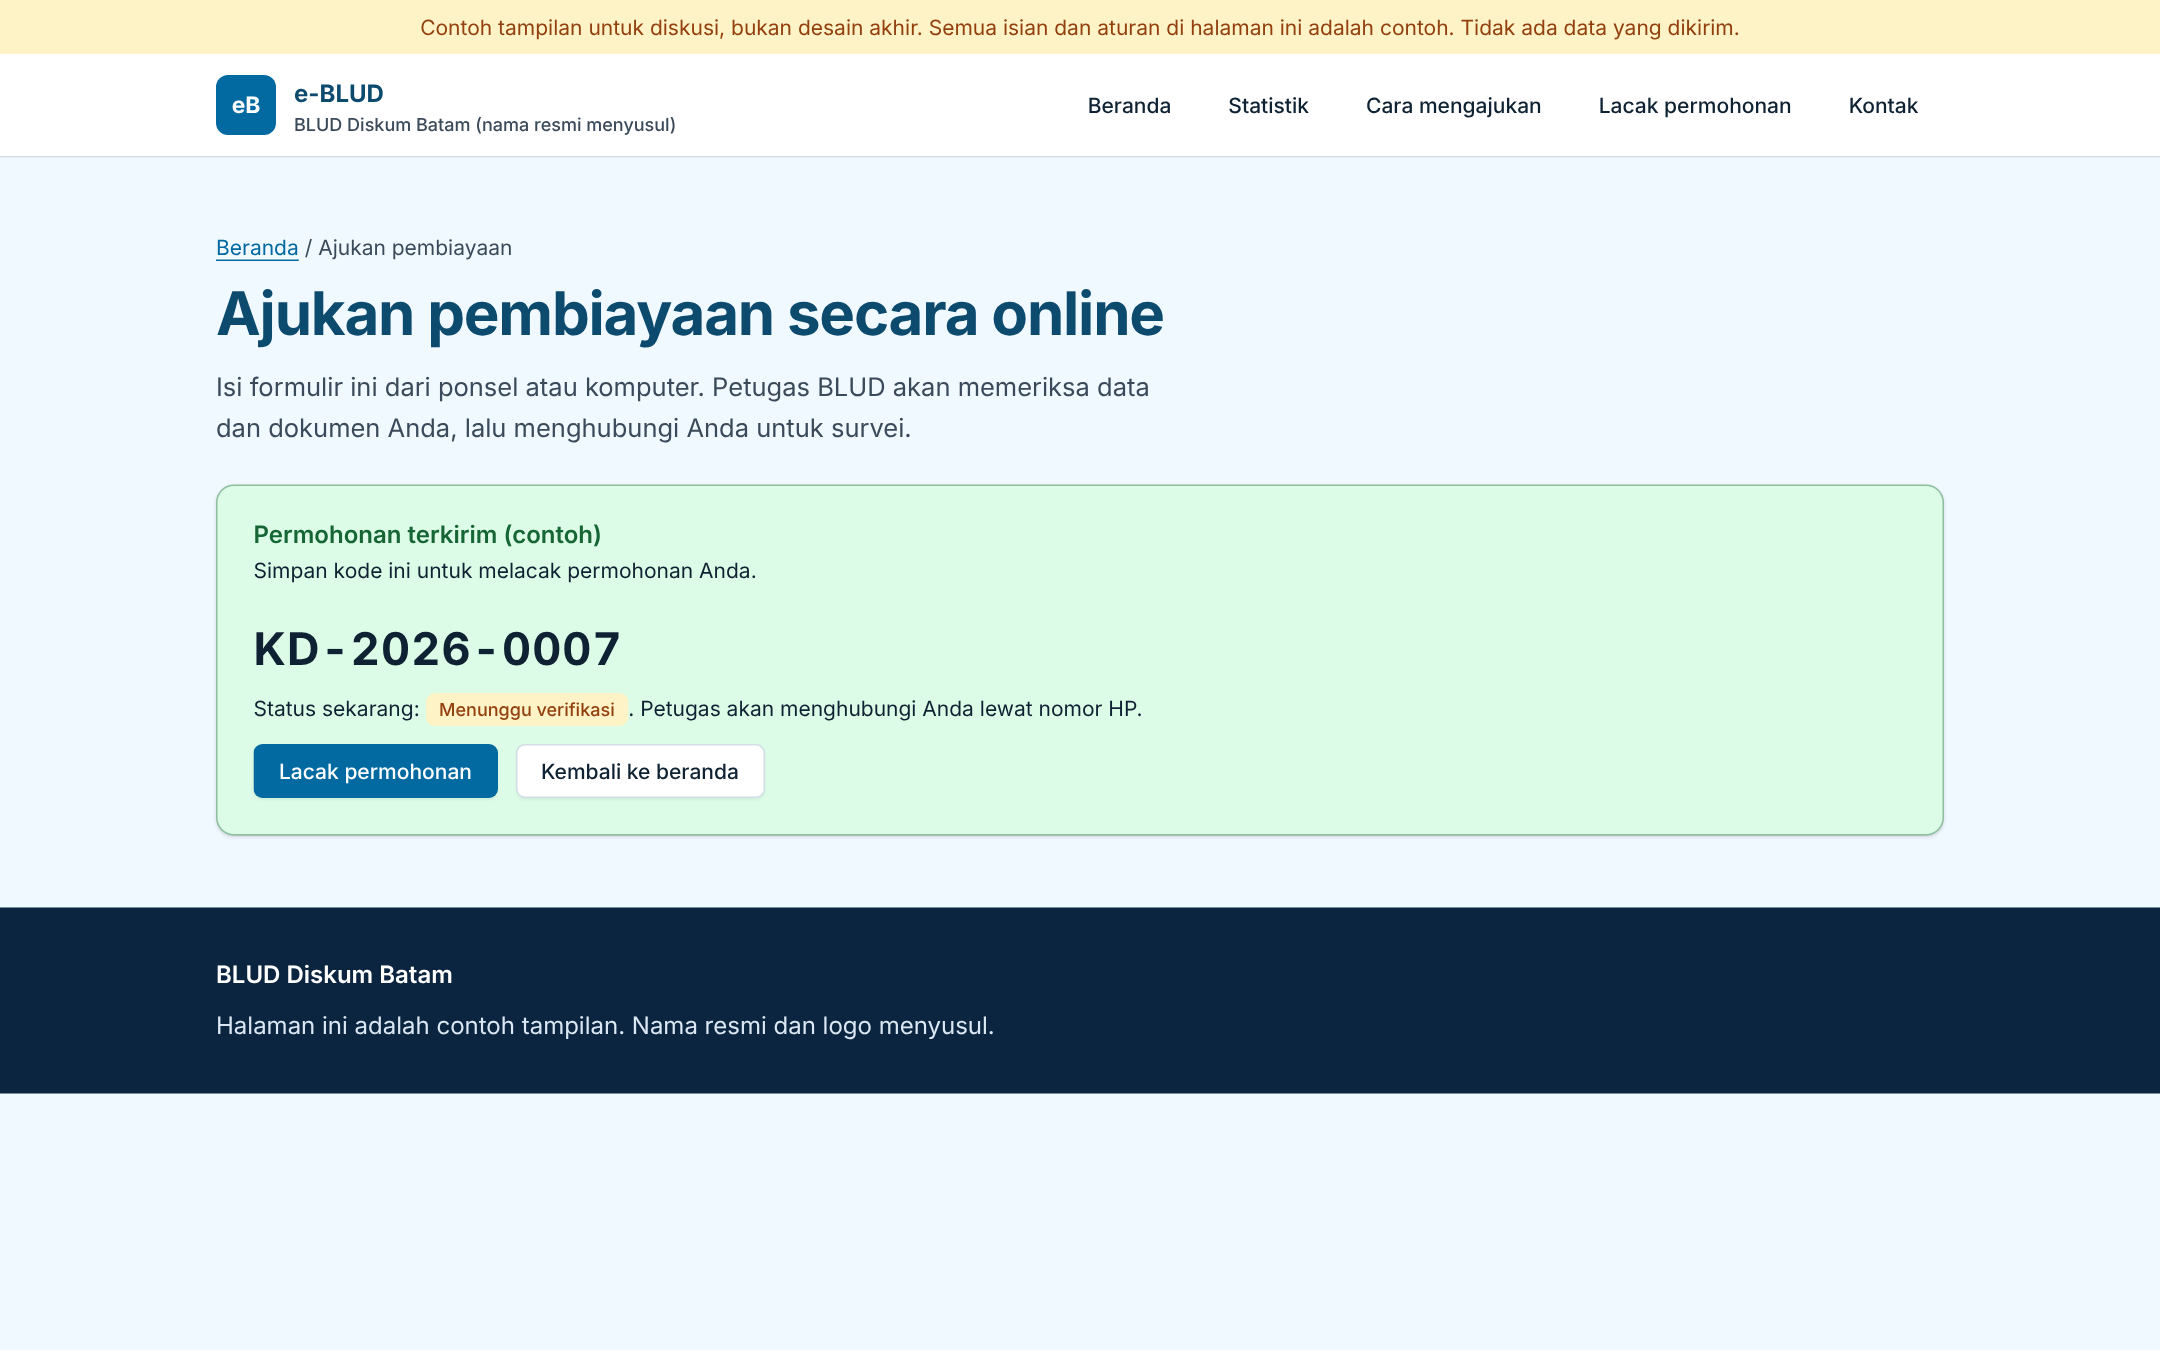 Contoh tampilan untuk diskusi, bukan desain akhir. Semua isian dan aturan di halaman ini adalah contoh. Tidak ada data yang dikirim.
eB
e-BLUD
BLUD Diskum Batam (nama resmi menyusul)
Beranda Statistik Cara mengajukan Lacak permohonan Kontak
Beranda / Ajukan pembiayaan
Ajukan pembiayaan secara online
Isi formulir ini dari ponsel atau komputer. Petugas BLUD akan memeriksa data
dan dokumen Anda, lalu menghubungi Anda untuk survei.
Permohonan terkirim (contoh)
Simpan kode ini untuk melacak permohonan Anda.
KD-2026-0007
Status sekarang: Menunggu verifikasi. Petugas akan menghubungi Anda lewat nomor HP.
Lacak permohonan Kembali ke beranda
BLUD Diskum Batam
Halaman ini adalah contoh tampilan. Nama resmi dan logo menyusul.